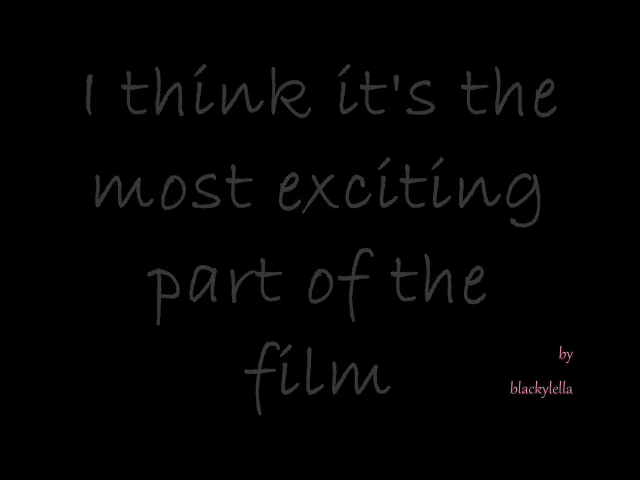 I think it's the
most exciting
part of the
film
by
blackylella